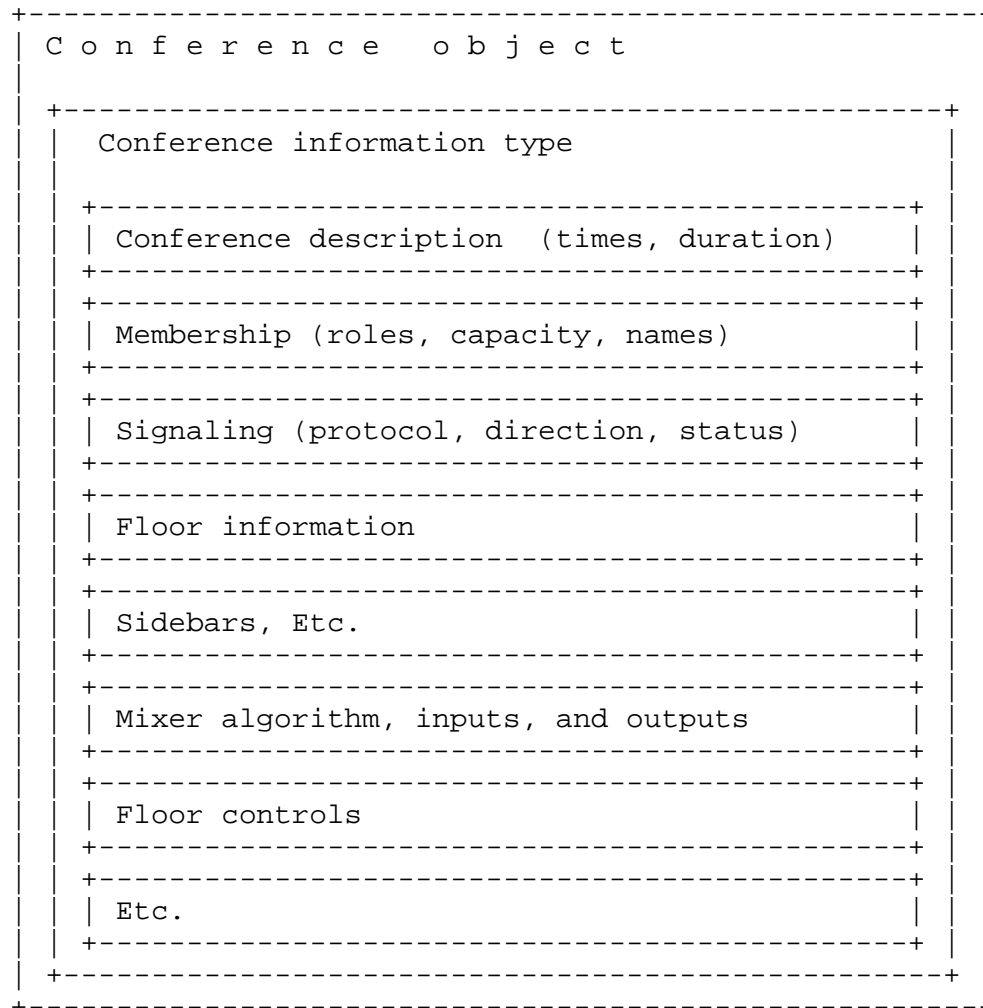 C o n f e r e n c e   o b j e c t
Conference information type
Conference description  (times, duration)
Membership (roles, capacity, names)
Signaling (protocol, direction, status)
Floor information
Sidebars, Etc.
Mixer algorithm, inputs, and outputs
Floor controls
Etc.